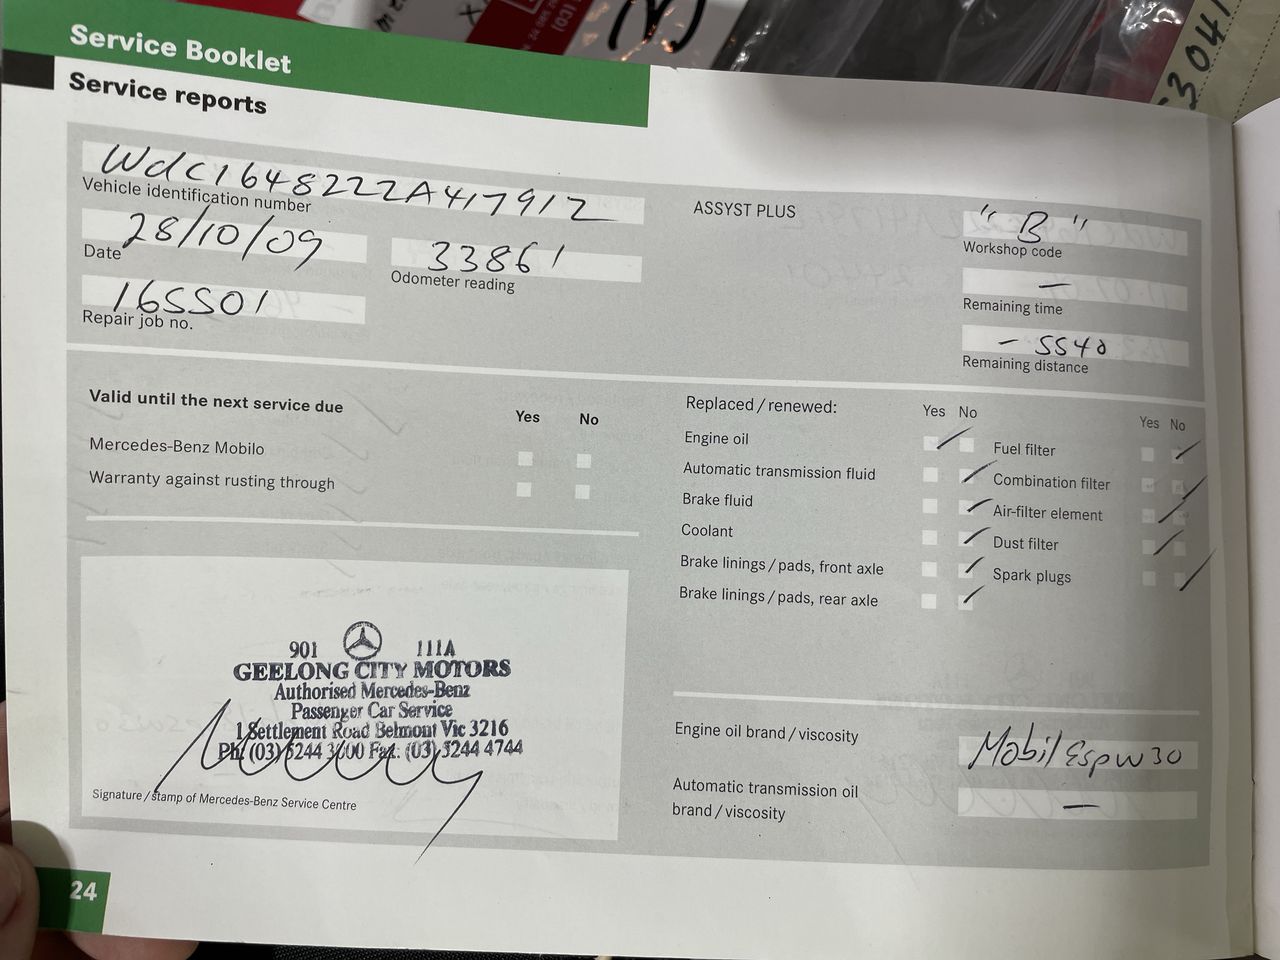 Service Booklet
Service reports
WdC1648222A417912
Vehicle identification number
28/10/09
Date
33861
Odometer reading
165501
Repair job no.
ASSYST PLUS
"B"
Workshop code
—
Remaining time
- 5540
Remaining distance
Valid until the next service due
Yes No
Mercedes-Benz Mobilo
Warranty against rusting through
Replaced / renewed:
Yes No
Engine oil
Automatic transmission fluid
Brake fluid
Coolant
Brake linings / pads, front axle
Brake linings / pads, rear axle
Yes No
Fuel filter
Combination filter
Air-filter element
Dust filter
Spark plugs
901 111A
GEELONG CITY MOTORS
Authorised Mercedes-Benz
Passenger Car Service
1 Settlement Road Belmont Vic 3216
Ph: (03) 5244 3600 Fax: (03) 5244 4744
Signature / stamp of Mercedes-Benz Service Centre
Engine oil brand / viscosity
Mobil Esp W30
Automatic transmission oil
brand / viscosity
—
24